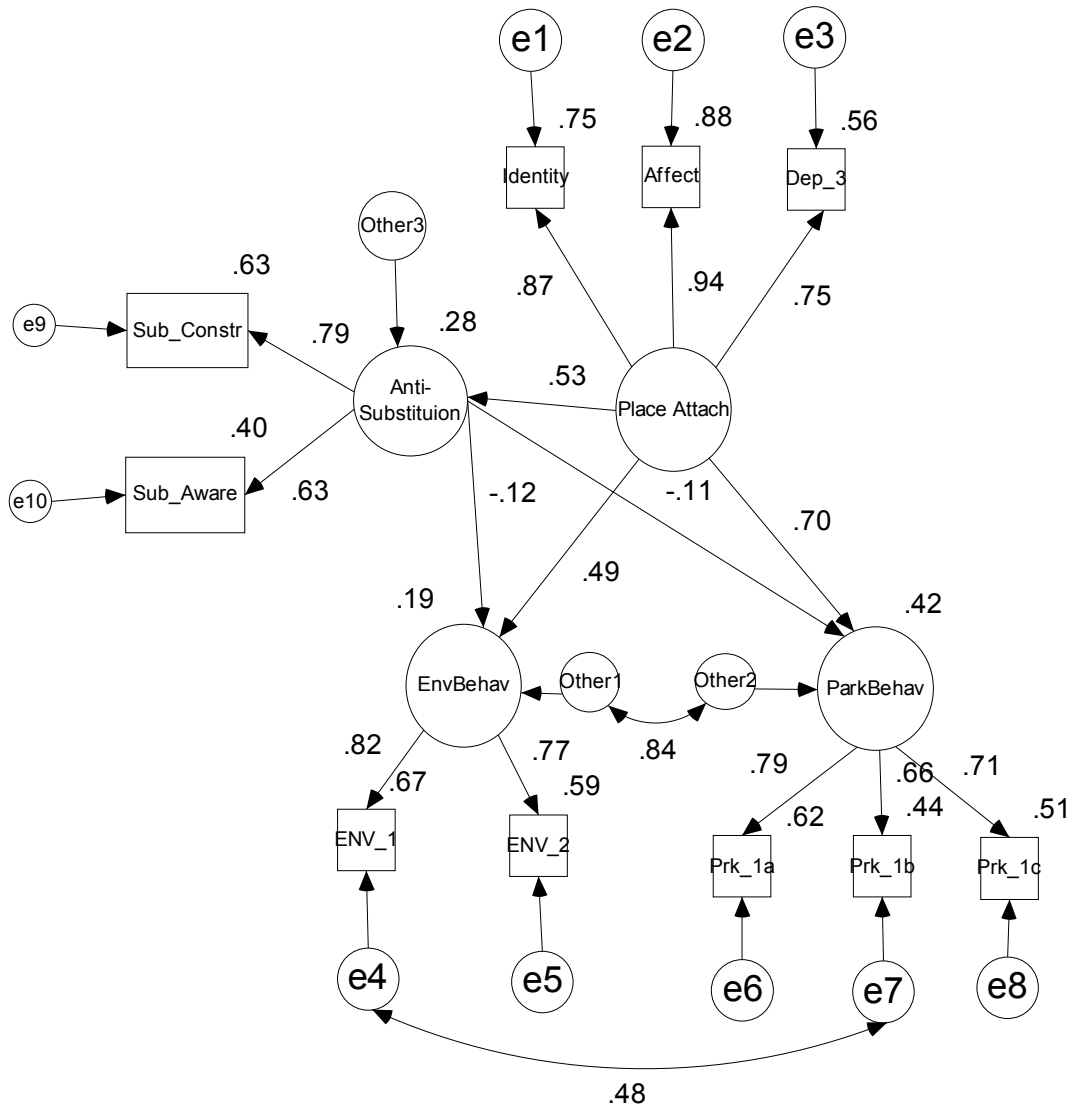 e1
e2
e3
.75
.88
.56
Identity
Affect
Dep_3
Other3
.63
.87
.94
.75
e9
Sub_Constr
.79
.28
.53
Anti-
Substituion
Place Attach
.40
e10
Sub_Aware
.63
-.12
-.11
.70
.49
.19
.42
EnvBehav
Other1
Other2
ParkBehav
.82
.77
.84
.79
.66
.71
.67
.59
.62
.44
.51
ENV_1
ENV_2
Prk_1a
Prk_1b
Prk_1c
e4
e5
e6
e7
e8
.48